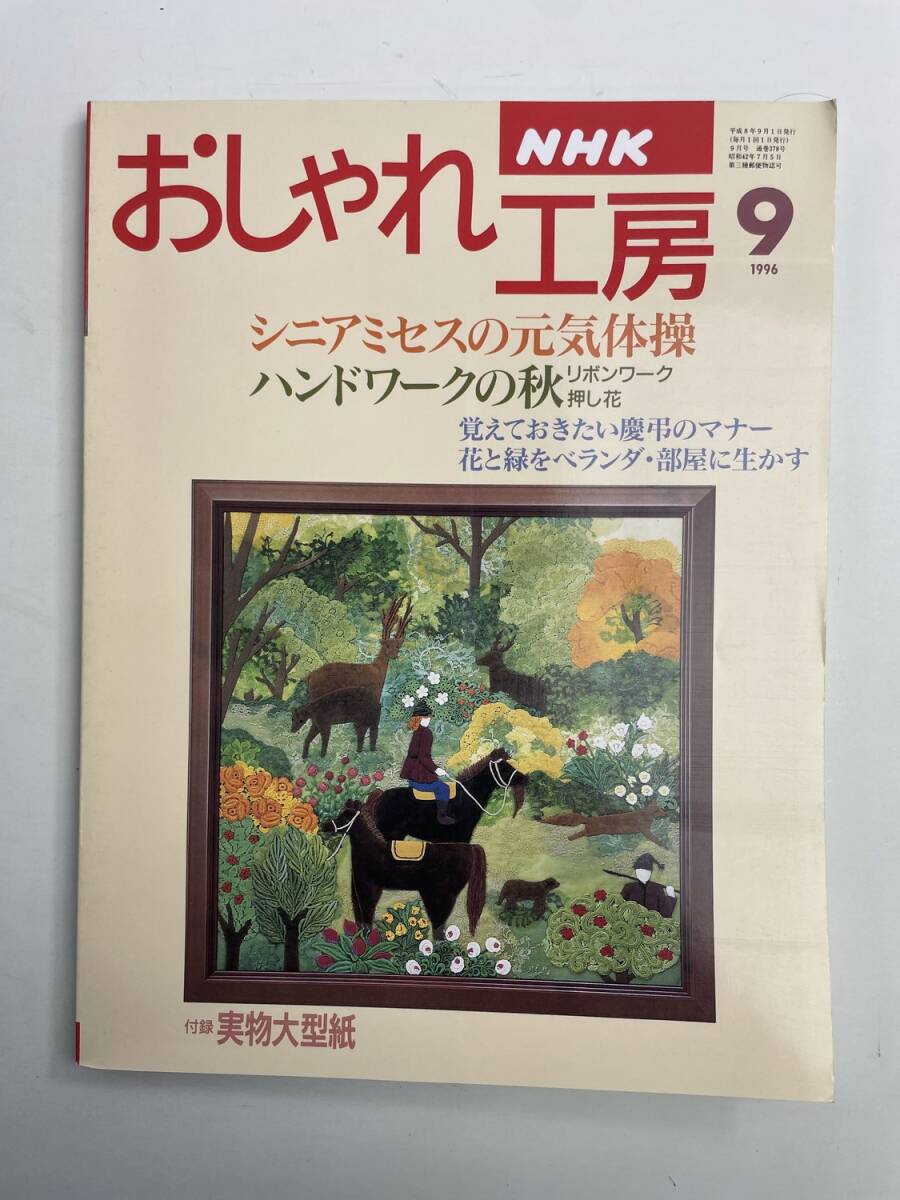 NHK
おしゃれ
工房
9
1996
平成8年9月1日発行
(毎月1回1日発行)
9月号 通巻378号
昭和42年7月5日
第三種郵便物認可
シニアミセスの元気体操
ハンドワークの秋 リボンワーク
押し花
覚えておきたい慶弔のマナー
花と緑をベランダ・部屋に生かす
付録 実物大型紙